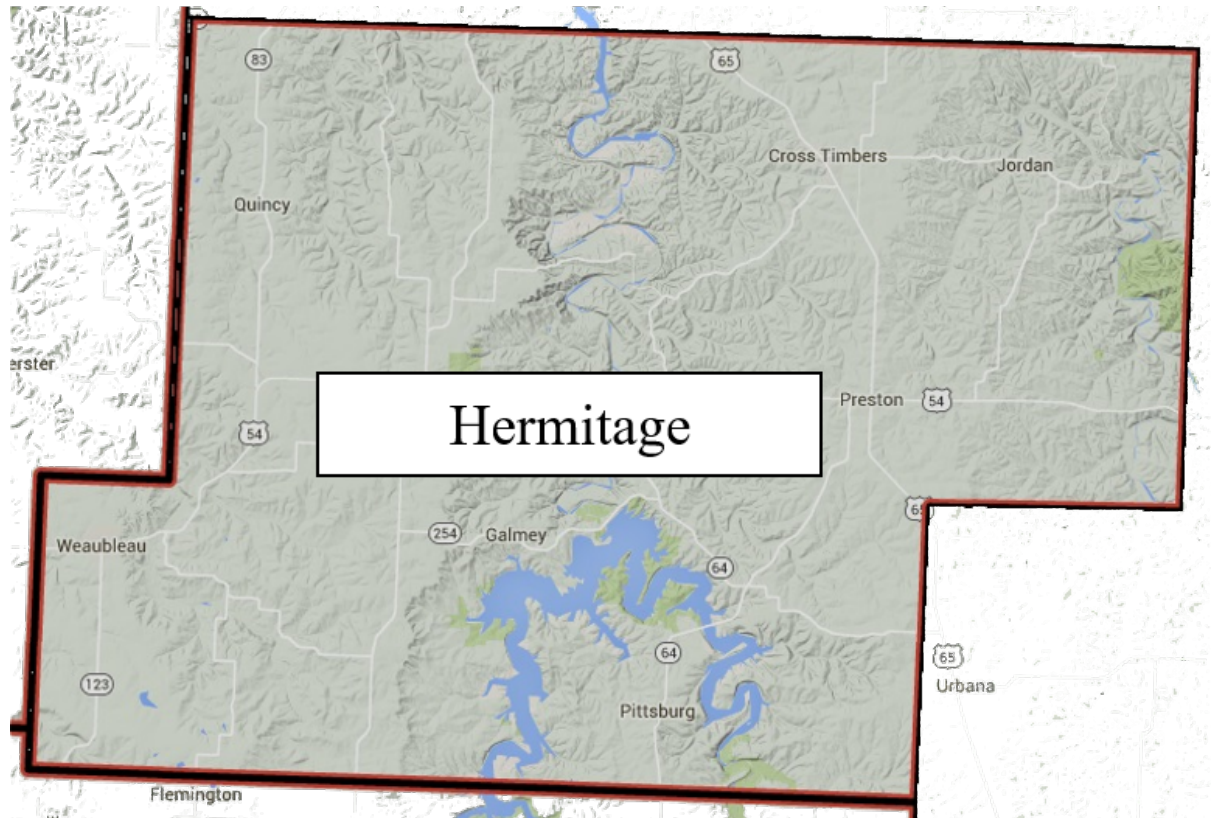 83
65
Cross Timbers
Jordan
Quincy
erster
Hermitage
Preston
54
54
65
254
Galmey
Weaubleau
64
64
65
123
Urbana
Pittsburg
Flemington